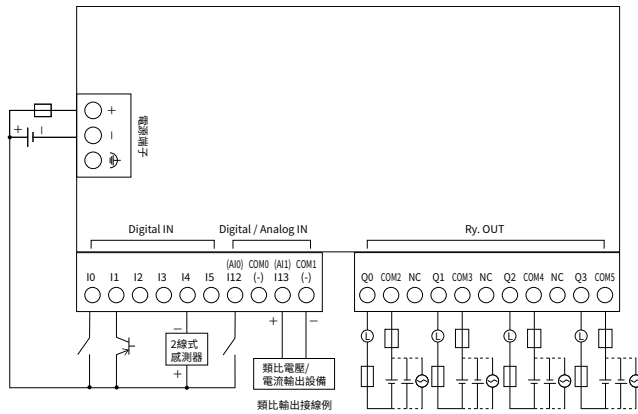 +
−
電源端子
+ −
Digital IN
Digital / Analog IN
Ry. OUT
(AI0) COM0 (AI1) COM1
I0 I1 I2 I3 I4 I5 I12 (-) I13 (-)
Q0 COM2 NC Q1 COM3 NC Q2 COM4 NC Q3 COM5
−
2線式
感測器
+
+ −
類比電壓/
電流輸出設備
類比輸出接線例
L L L L